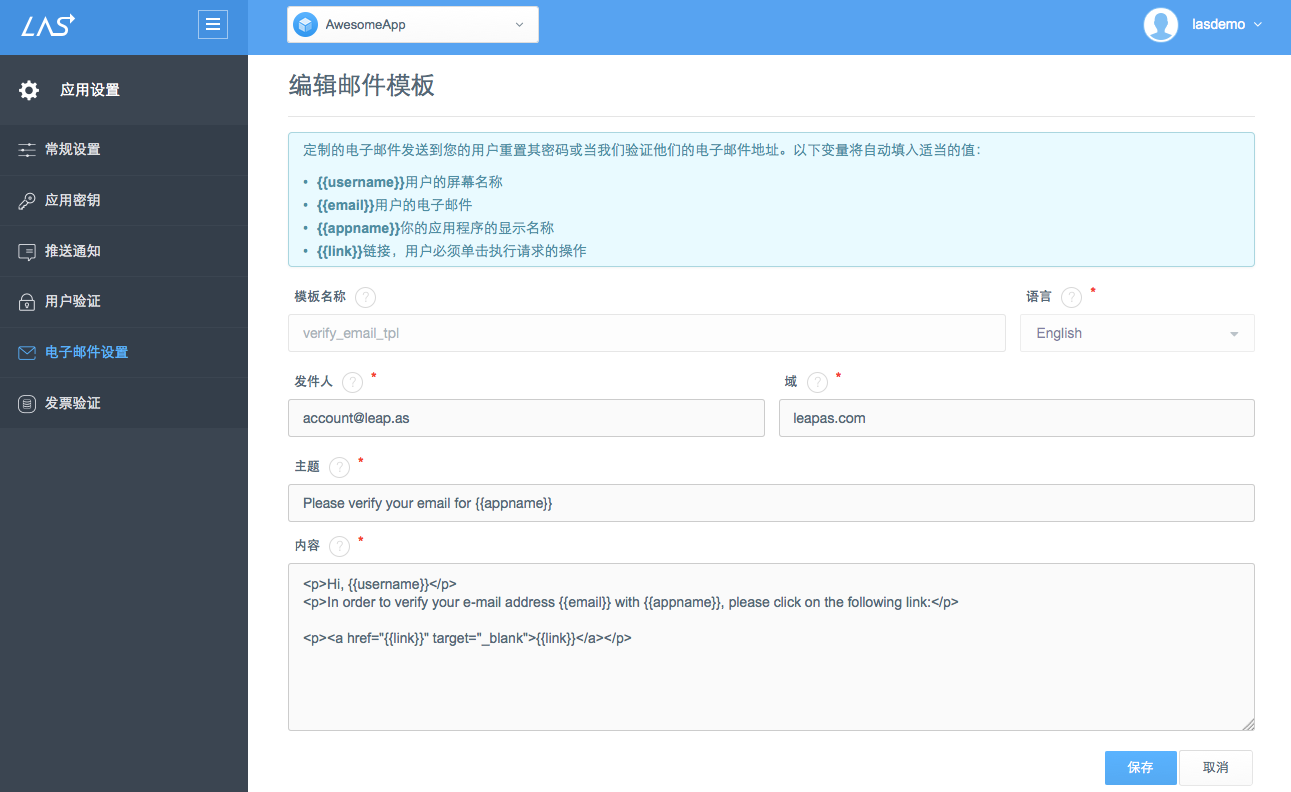 LAS
AwesomeApp
lasdemo
应用设置
常规设置
应用密钥
推送通知
用户验证
电子邮件设置
发票验证
编辑邮件模板
定制的电子邮件发送到您的用户重置其密码或当我们验证他们的电子邮件地址。以下变量将自动填入适当的值：
• {{username}}用户的屏幕名称
• {{email}}用户的电子邮件
• {{appname}}你的应用程序的显示名称
• {{link}}链接，用户必须单击执行请求的操作
模板名称 ?
语言 ? *
verify_email_tpl
English
发件人 ? *
域 ? *
account@leap.as
leapas.com
主题 ? *
Please verify your email for {{appname}}
内容 ? *
<p>Hi, {{username}}</p>
<p>In order to verify your e-mail address {{email}} with {{appname}}, please click on the following link:</p>
<p><a href="{{link}}" target="_blank">{{link}}</a></p>
保存
取消